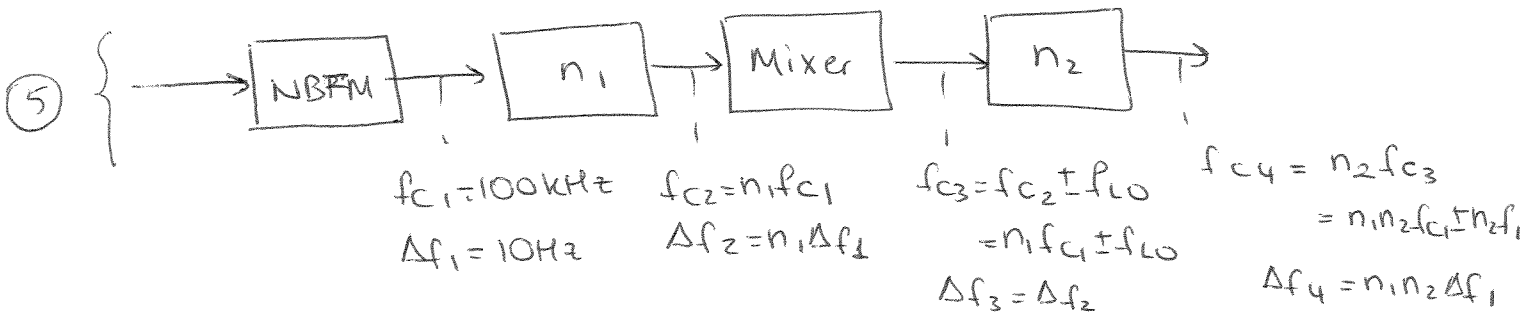 5
NBFM
n₁
Mixer
n₂
fc₁=100kHz
Δf₁=10Hz
fc₂=n₁fc₁
Δf₂=n₁Δf₁
fc₃=fc₂±fLO
=n₁fc₁±fLO
Δf₃=Δf₂
fc₄=n₂fc₃
=n₁n₂fc₁±n₂f₁
Δf₄=n₁n₂Δf₁